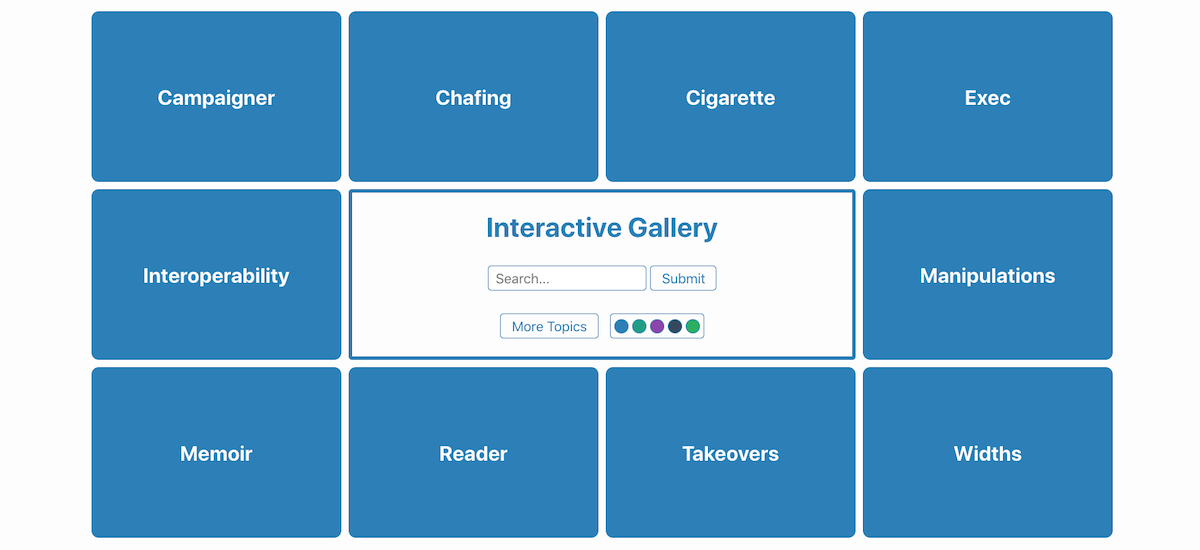 Campaigner
Chafing
Cigarette
Exec
Interoperability
Interactive Gallery
Search...
Submit
More Topics
Manipulations
Memoir
Reader
Takeovers
Widths